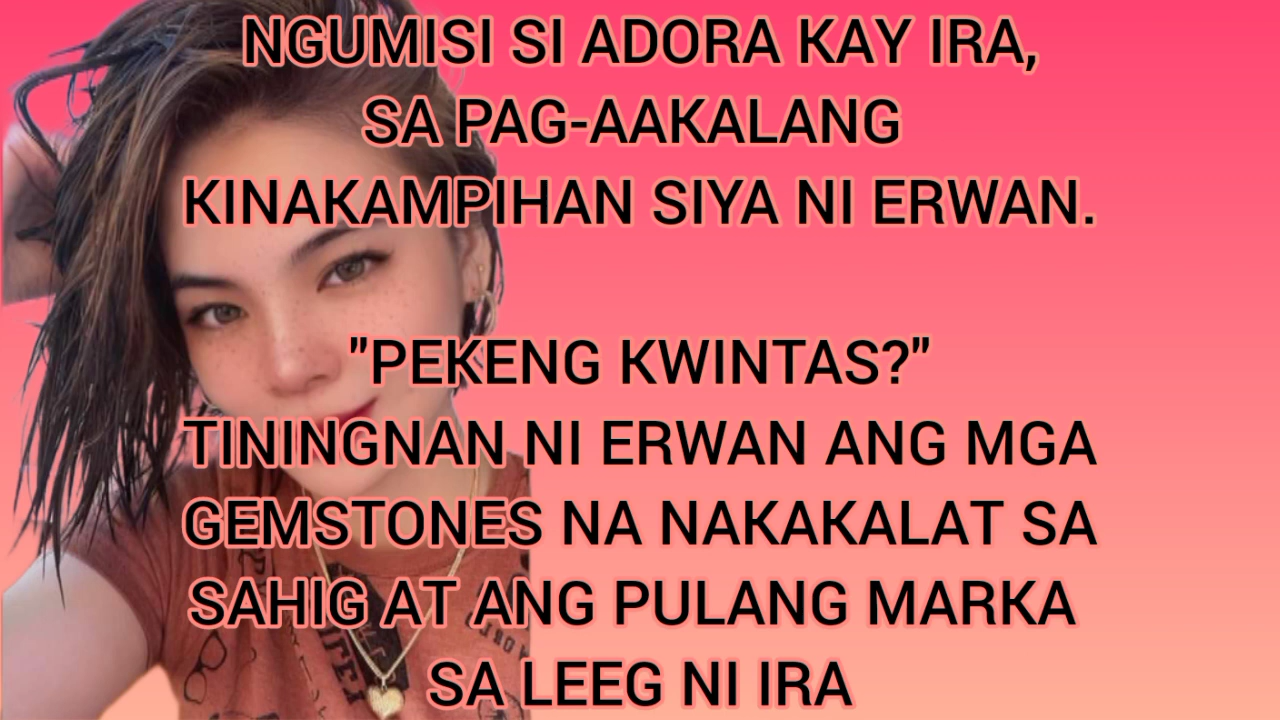 NGUMISI SI ADORA KAY IRA,
SA PAG-AAKALANG
KINAKAMPIHAN SIYA NI ERWAN.
"PEKENG KWINTAS?"
TININGNAN NI ERWAN ANG MGA
GEMSTONES NA NAKAKALAT SA
SAHIG AT ANG PULANG MARKA
SA LEEG NI IRA